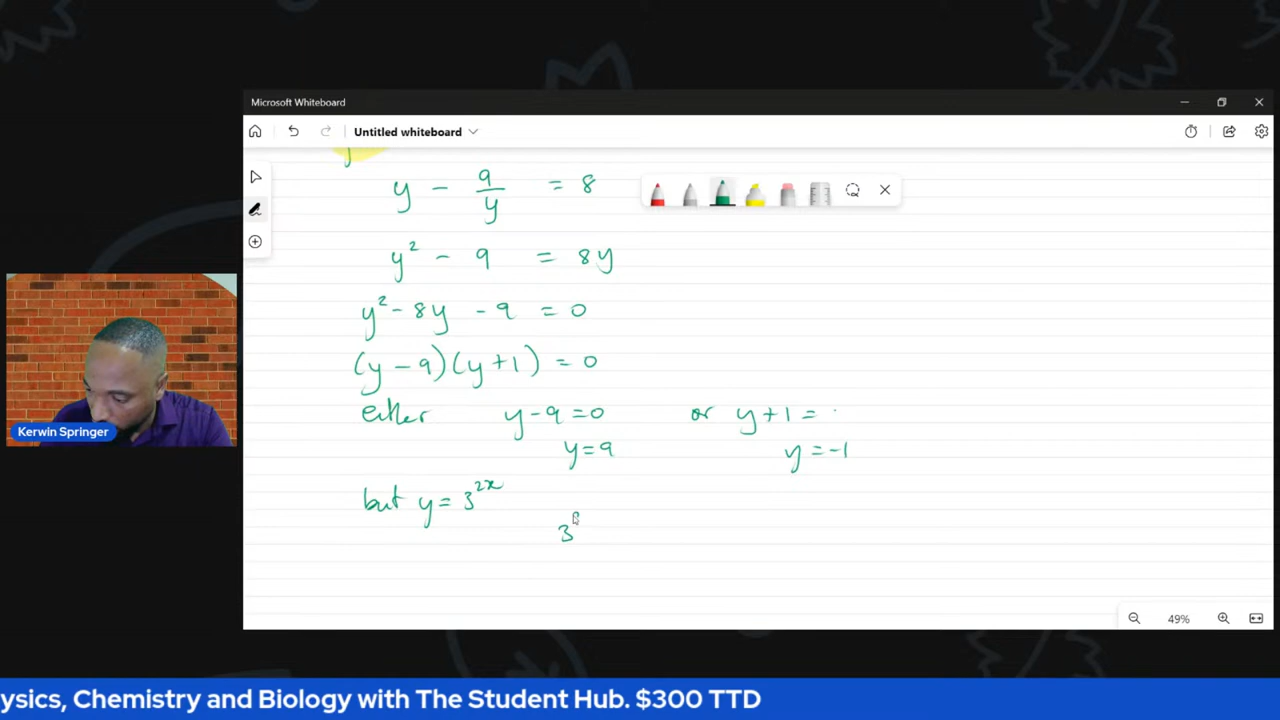 Microsoft Whiteboard
Untitled whiteboard
y - 9/y = 8
y² - 9 = 8y
y² - 8y - 9 = 0
(y - 9)(y + 1) = 0
either y - 9 = 0 or y + 1 =
y = 9 y = -1
but y = 3^{2x}
3
Kerwin Springer
49%
ysics, Chemistry and Biology with The Student Hub. $300 TTD